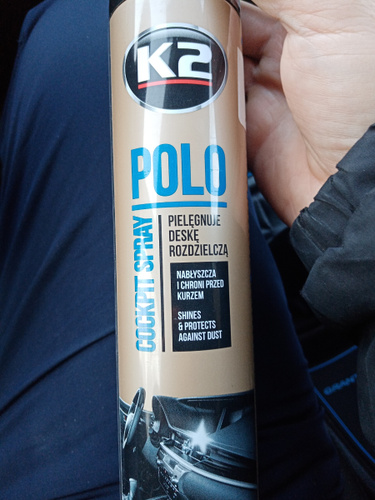 K2
POLO
COCKPIT SPRAY
PIELĘGNUJE
DESKĘ
ROZDZIELCZĄ
NABŁYSZCZA
I CHRONI PRZED
KURZEM
SHINES
& PROTECTS
AGAINST DUST